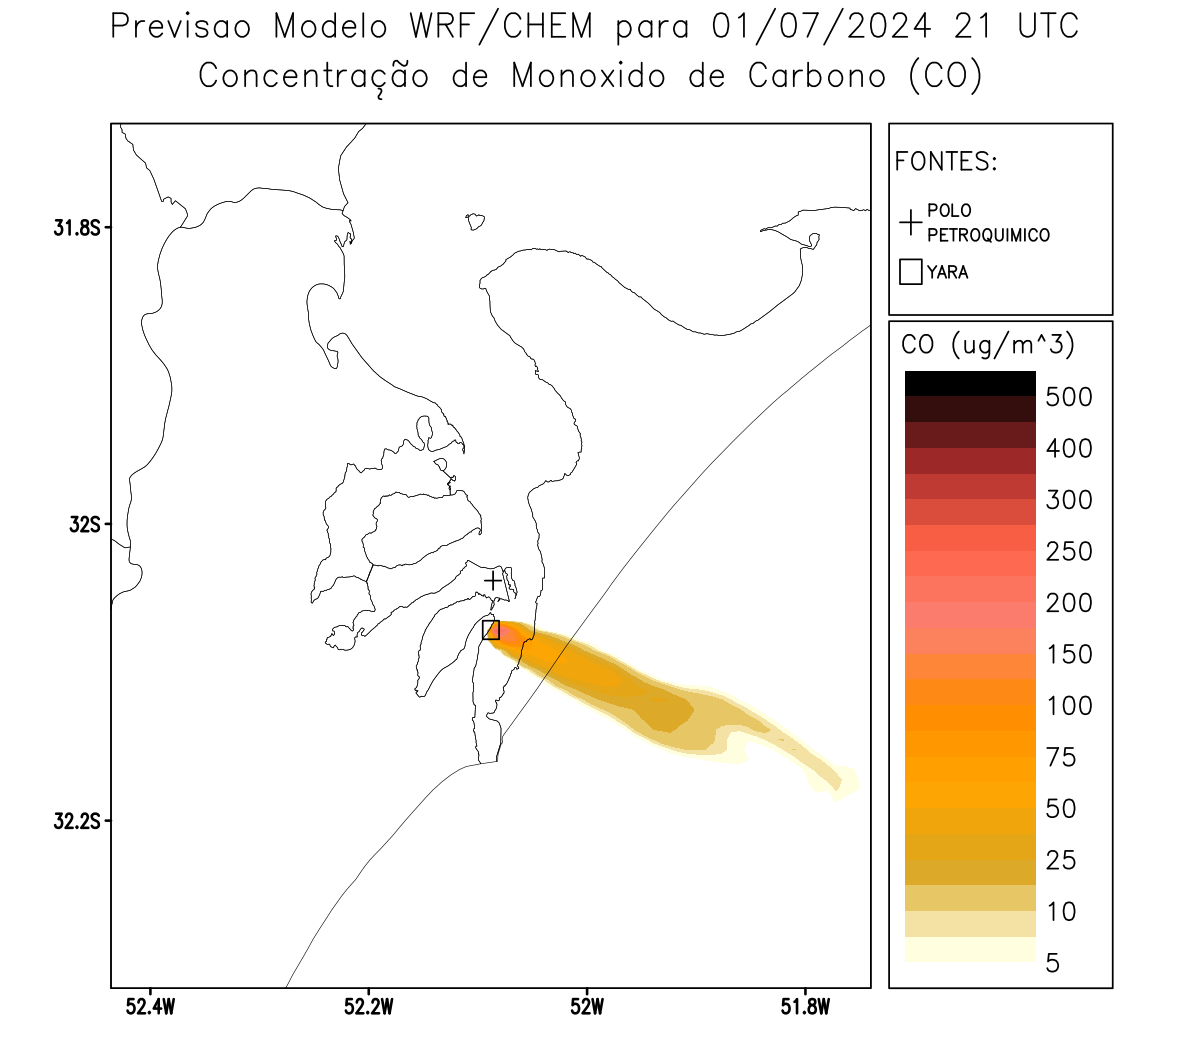 Previsao Modelo WRF/CHEM para 01/07/2024 21 UTC
Concentração de Monoxido de Carbono (CO)
FONTES:
POLO
PETROQUIMICO
YARA
31.8S
32S
32.2S
52.4W
52.2W
52W
51.8W
CO (ug/m^3)
500
400
300
250
200
150
100
75
50
25
10
5